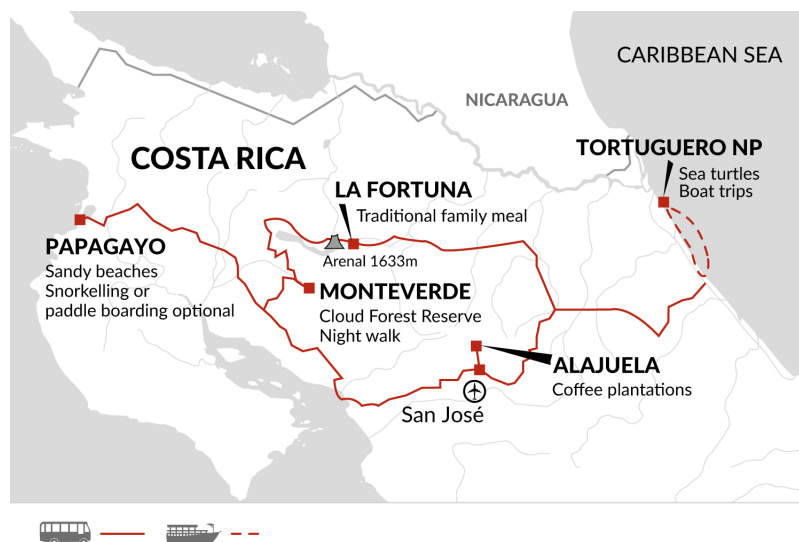 CARIBBEAN SEA
NICARAGUA
COSTA RICA
TORTUGUERO NP
Sea turtles
Boat trips
LA FORTUNA
Traditional family meal
Arenal 1633m
PAPAGAYO
Sandy beaches
Snorkelling or
paddle boarding optional
MONTEVERDE
Cloud Forest Reserve
Night walk
ALAJUELA
Coffee plantations
San José